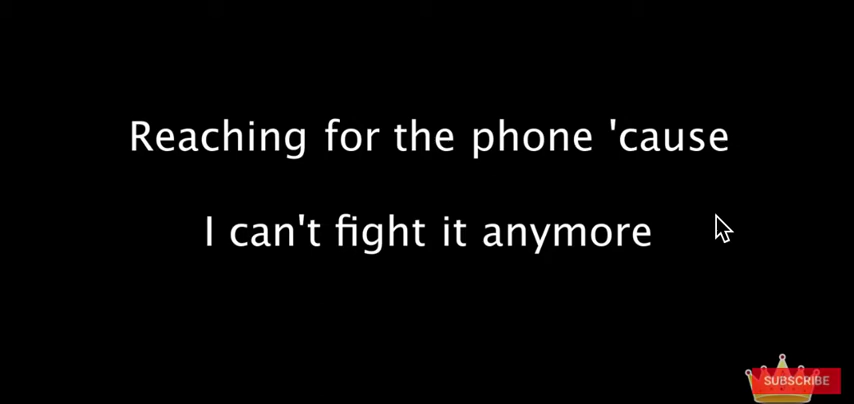 Reaching for the phone 'cause
I can't fight it anymore
SUBSCRIBE